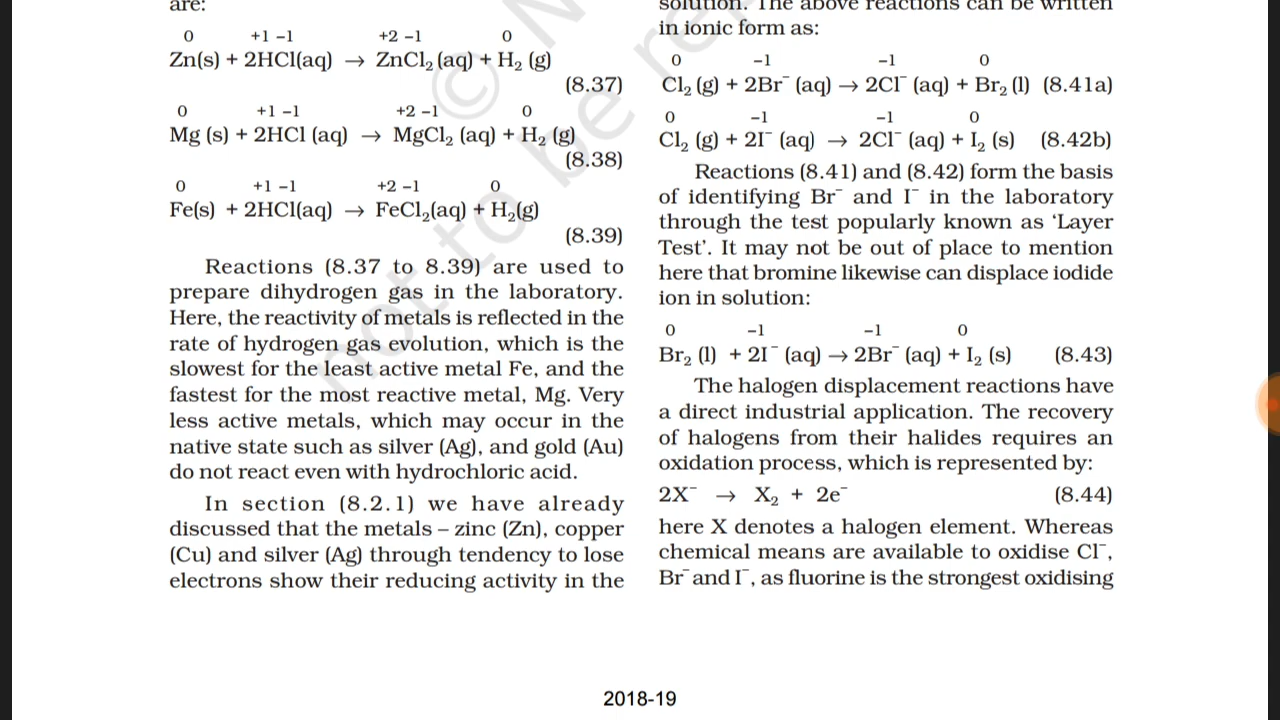 are:
0 +1 –1 +2 –1 0
Zn(s) + 2HCl(aq) → ZnCl₂ (aq) + H₂ (g)
(8.37)
0 +1 –1 +2 –1 0
Mg (s) + 2HCl (aq) → MgCl₂ (aq) + H₂ (g)
(8.38)
0 +1 –1 +2 –1 0
Fe(s) + 2HCl(aq) → FeCl₂(aq) + H₂(g)
(8.39)
Reactions (8.37 to 8.39) are used to
prepare dihydrogen gas in the laboratory.
Here, the reactivity of metals is reflected in the
rate of hydrogen gas evolution, which is the
slowest for the least active metal Fe, and the
fastest for the most reactive metal, Mg. Very
less active metals, which may occur in the
native state such as silver (Ag), and gold (Au)
do not react even with hydrochloric acid.
In section (8.2.1) we have already
discussed that the metals – zinc (Zn), copper
(Cu) and silver (Ag) through tendency to lose
electrons show their reducing activity in the
solution. The above reactions can be written
in ionic form as:
0 –1 –1 0
Cl₂ (g) + 2Br⁻ (aq) → 2Cl⁻ (aq) + Br₂ (l) (8.41a)
0 –1 –1 0
Cl₂ (g) + 2I⁻ (aq) → 2Cl⁻ (aq) + I₂ (s) (8.42b)
Reactions (8.41) and (8.42) form the basis
of identifying Br⁻ and I⁻ in the laboratory
through the test popularly known as ‘Layer
Test’. It may not be out of place to mention
here that bromine likewise can displace iodide
ion in solution:
0 –1 –1 0
Br₂ (l) + 2I⁻ (aq) → 2Br⁻ (aq) + I₂ (s) (8.43)
The halogen displacement reactions have
a direct industrial application. The recovery
of halogens from their halides requires an
oxidation process, which is represented by:
2X⁻ → X₂ + 2e⁻ (8.44)
here X denotes a halogen element. Whereas
chemical means are available to oxidise Cl⁻,
Br⁻ and I⁻, as fluorine is the strongest oxidising
©
not to be re
2018-19